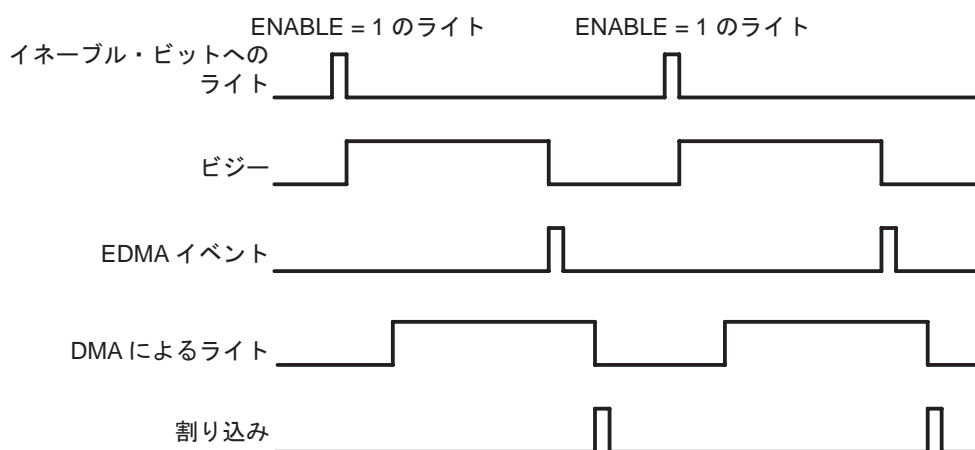 ENABLE = 1 のライト
ENABLE = 1 のライト
イネーブル・ビットへの
ライト
ビジー
EDMA イベント
DMA によるライト
割り込み